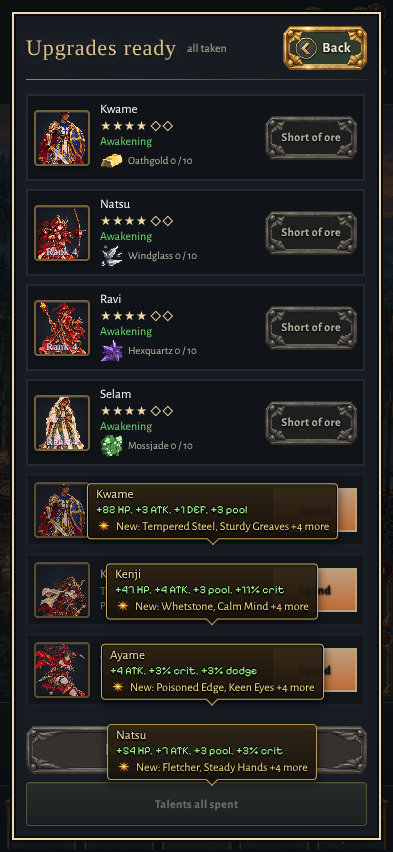 Upgrades ready all taken Back
Kwame
Awakening
Oathgold 0 / 10
Short of ore
Natsu
Rank 4
Awakening
Windglass 0 / 10
Short of ore
Ravi
Rank 4
Awakening
Hexquartz 0 / 10
Short of ore
Selam
Awakening
Mossjade 0 / 10
Short of ore
Kwame
+88 HP, +3 ATK, +1 DEF, +3 pool
New: Tempered Steel, Sturdy Greaves +4 more
Kenji
+47 HP, +4 ATK, +3 pool, +11% crit
New: Whetstone, Calm Mind +4 more
Ayame
+4 ATK, +3% crit, +3% dodge
New: Poisoned Edge, Keen Eyes +4 more
Natsu
+54 HP, +7 ATK, +3 pool, +3% crit
New: Fletcher, Steady Hands +4 more
Talents all spent